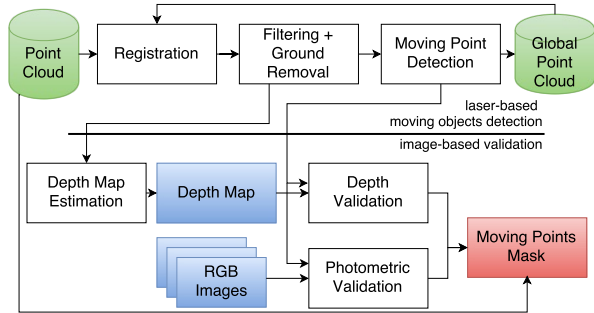 Point
Cloud
Registration
Filtering +
Ground
Removal
Moving Point
Detection
Global
Point
Cloud
laser-based
moving objects detection
image-based validation
Depth Map
Estimation
Depth Map
Depth
Validation
RGB
Images
Photometric
Validation
Moving Points
Mask